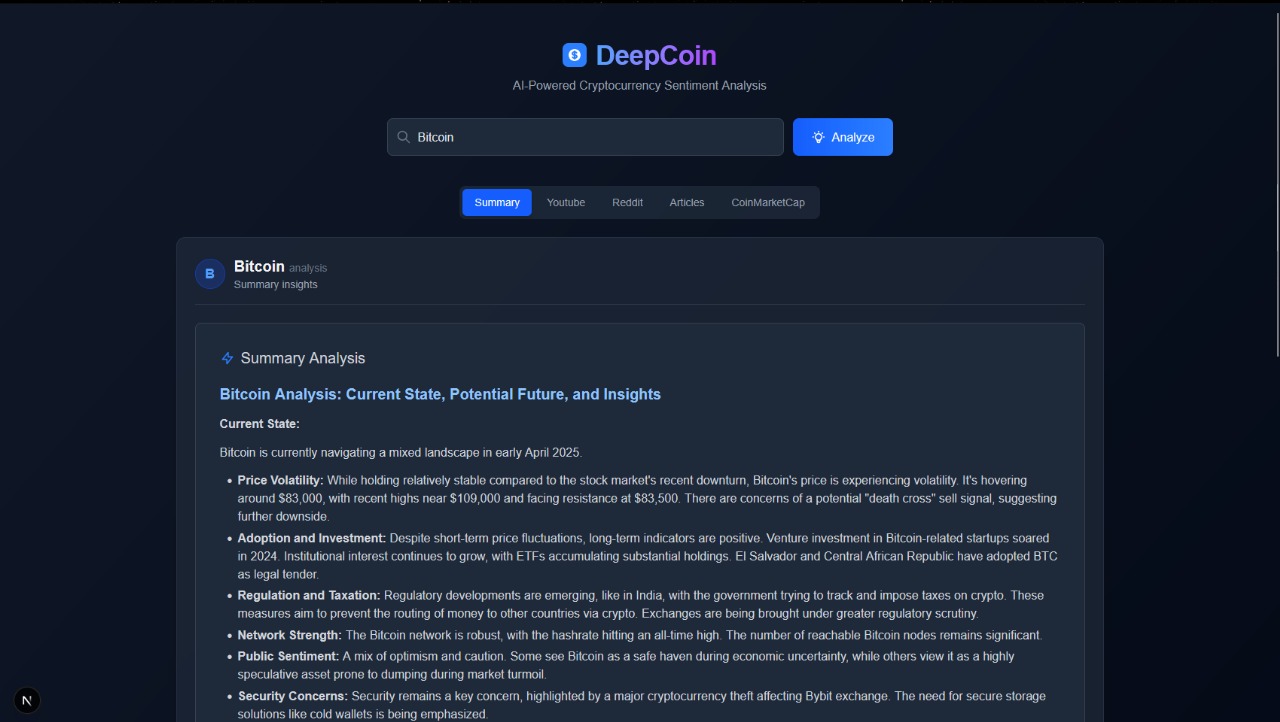 DeepCoin
AI-Powered Cryptocurrency Sentiment Analysis
Bitcoin
Analyze
Summary Youtube Reddit Articles CoinMarketCap
B
Bitcoin analysis
Summary insights
Summary Analysis
Bitcoin Analysis: Current State, Potential Future, and Insights
Current State:
Bitcoin is currently navigating a mixed landscape in early April 2025.
• Price Volatility: While holding relatively stable compared to the stock market's recent downturn, Bitcoin's price is experiencing volatility. It's hovering
around $83,000, with recent highs near $109,000 and facing resistance at $83,500. There are concerns of a potential "death cross" sell signal, suggesting
further downside.
• Adoption and Investment: Despite short-term price fluctuations, long-term indicators are positive. Venture investment in Bitcoin-related startups soared
in 2024. Institutional interest continues to grow, with ETFs accumulating substantial holdings. El Salvador and Central African Republic have adopted BTC
as legal tender.
• Regulation and Taxation: Regulatory developments are emerging, like in India, with the government trying to track and impose taxes on crypto. These
measures aim to prevent the routing of money to other countries via crypto. Exchanges are being brought under greater regulatory scrutiny.
• Network Strength: The Bitcoin network is robust, with the hashrate hitting an all-time high. The number of reachable Bitcoin nodes remains significant.
• Public Sentiment: A mix of optimism and caution. Some see Bitcoin as a safe haven during economic uncertainty, while others view it as a highly
speculative asset prone to dumping during market turmoil.
• Security Concerns: Security remains a key concern, highlighted by a major cryptocurrency theft affecting Bybit exchange. The need for secure storage
solutions like cold wallets is being emphasized.
N